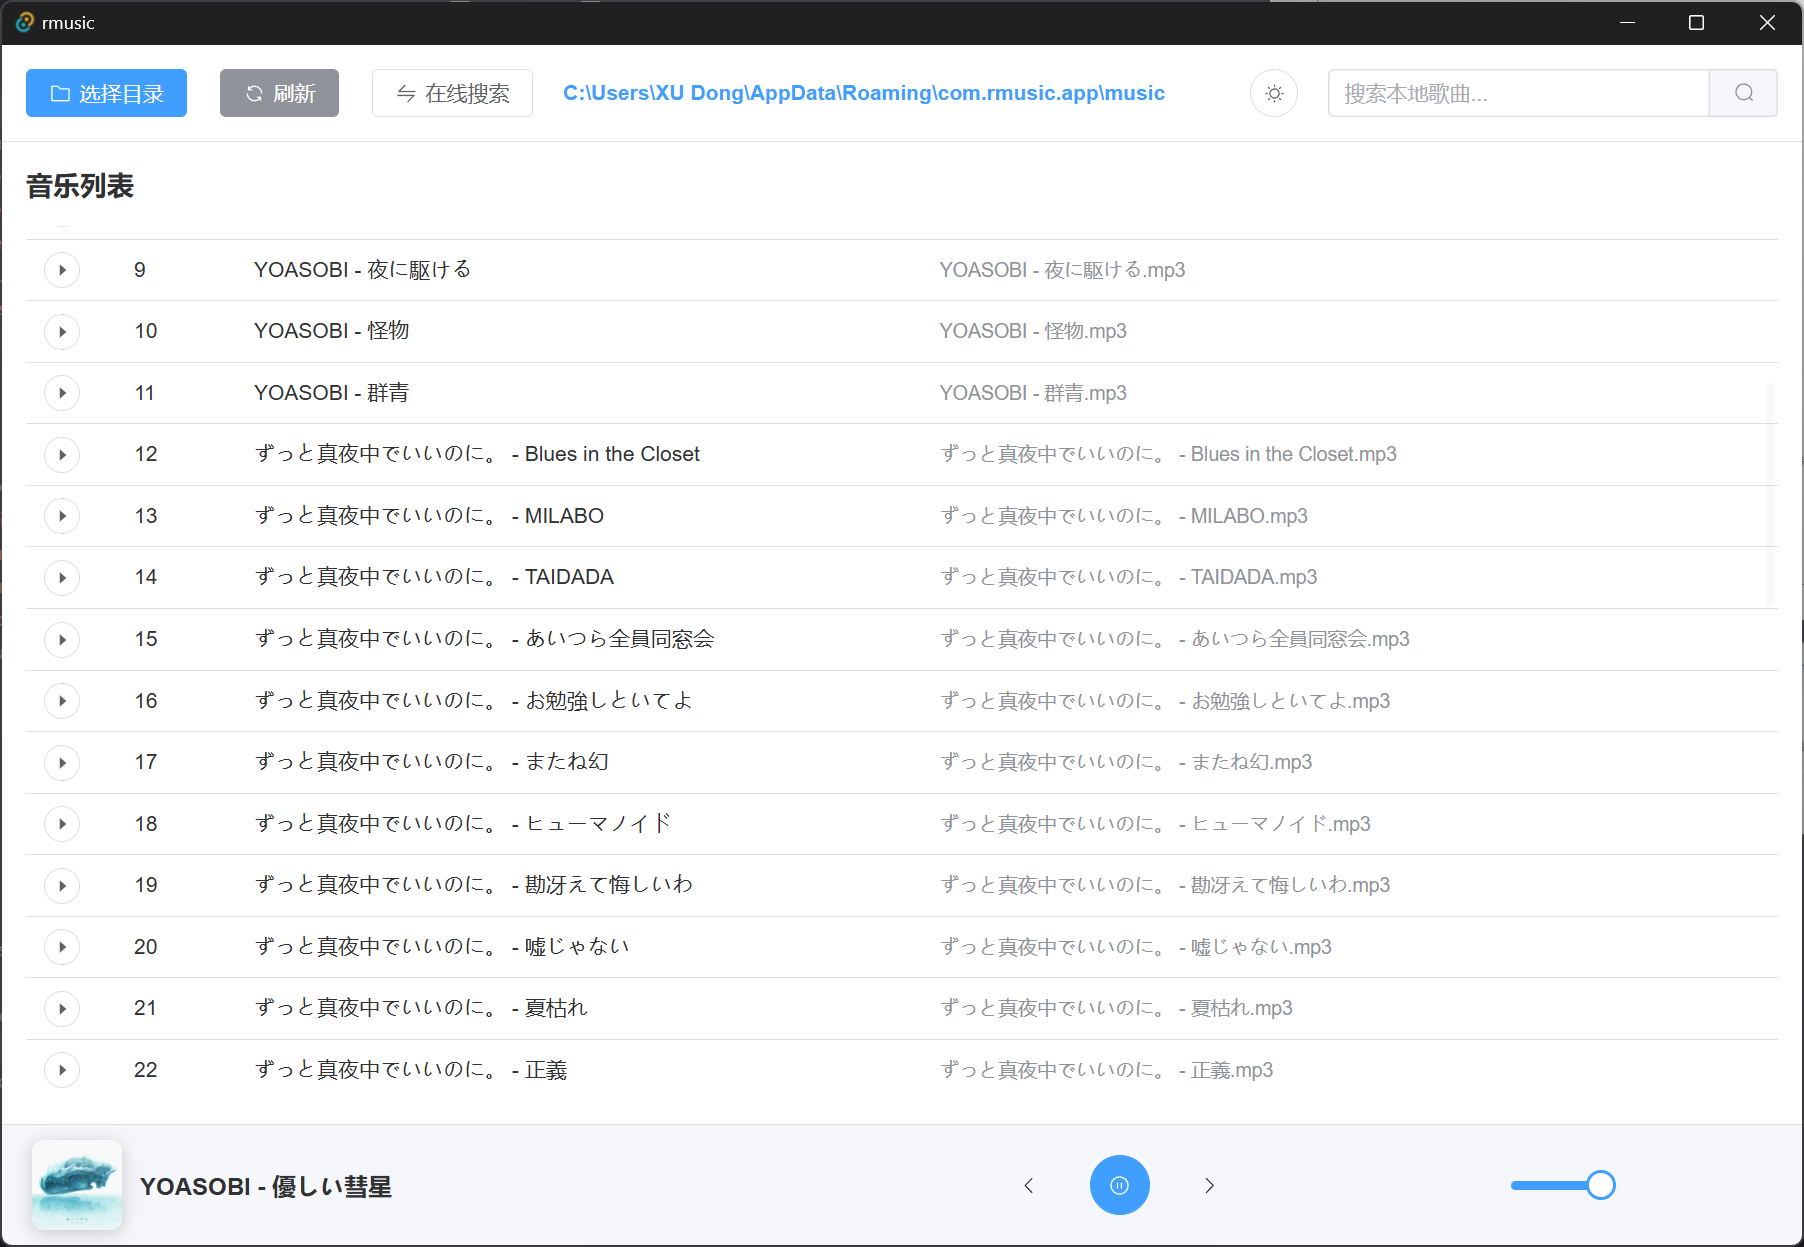 rmusic
选择目录 刷新 在线搜索 C:\Users\XU Dong\AppData\Roaming\com.rmusic.app\music 搜索本地歌曲...
音乐列表
9 YOASOBI - 夜に駆ける YOASOBI - 夜に駆ける.mp3
10 YOASOBI - 怪物 YOASOBI - 怪物.mp3
11 YOASOBI - 群青 YOASOBI - 群青.mp3
12 ずっと真夜中でいいのに。 - Blues in the Closet ずっと真夜中でいいのに。 - Blues in the Closet.mp3
13 ずっと真夜中でいいのに。 - MILABO ずっと真夜中でいいのに。 - MILABO.mp3
14 ずっと真夜中でいいのに。 - TAIDADA ずっと真夜中でいいのに。 - TAIDADA.mp3
15 ずっと真夜中でいいのに。 - あいつら全員同窓会 ずっと真夜中でいいのに。 - あいつら全員同窓会.mp3
16 ずっと真夜中でいいのに。 - お勉強しといてよ ずっと真夜中でいいのに。 - お勉強しといてよ.mp3
17 ずっと真夜中でいいのに。 - またね幻 ずっと真夜中でいいのに。 - またね幻.mp3
18 ずっと真夜中でいいのに。 - ヒューマノイド ずっと真夜中でいいのに。 - ヒューマノイド.mp3
19 ずっと真夜中でいいのに。 - 勘冴えて悔しいわ ずっと真夜中でいいのに。 - 勘冴えて悔しいわ.mp3
20 ずっと真夜中でいいのに。 - 嘘じゃない ずっと真夜中でいいのに。 - 嘘じゃない.mp3
21 ずっと真夜中でいいのに。 - 夏枯れ ずっと真夜中でいいのに。 - 夏枯れ.mp3
22 ずっと真夜中でいいのに。 - 正義 ずっと真夜中でいいのに。 - 正義.mp3
YOASOBI - 優しい彗星